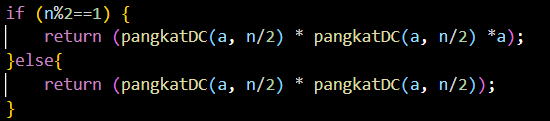 if (n%2==1) {
    return (pangkatDC(a, n/2) * pangkatDC(a, n/2) *a);
}else{
    return (pangkatDC(a, n/2) * pangkatDC(a, n/2));
}